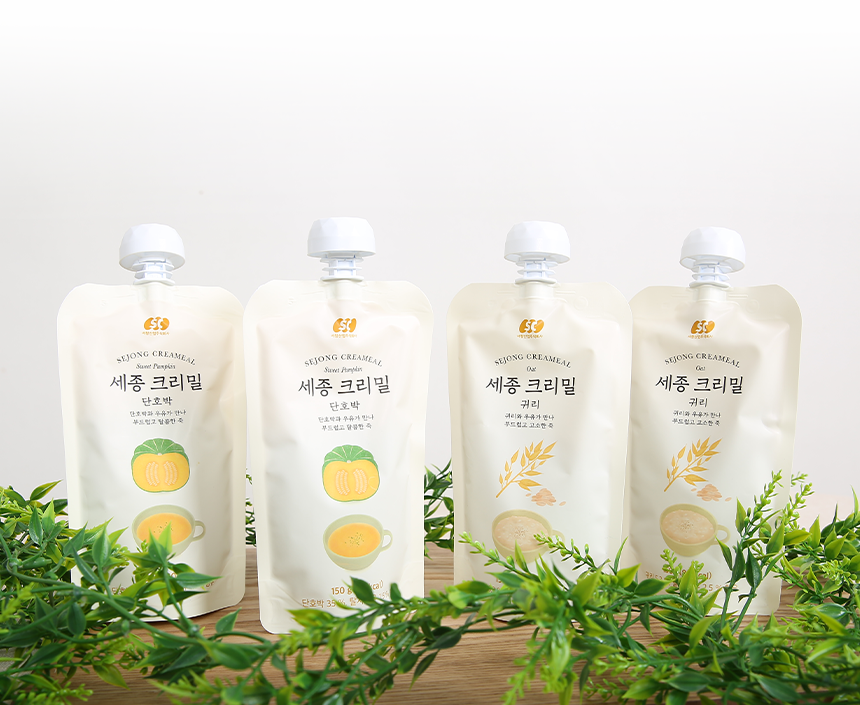 SC
SEJONG CREAMEAL
Sweet Pumpkin
세종 크리밀
단호박
단호박과 우유가 만나
부드럽고 달콤한 죽
SC
SEJONG CREAMEAL
Sweet Pumpkin
세종 크리밀
단호박
단호박과 우유가 만나
부드럽고 달콤한 죽
150 g
단호박 35
SC
SEJONG CREAMEAL
Oat
세종 크리밀
귀리
귀리와 우유가 만나
부드럽고 고소한 죽
SC
SEJONG CREAMEAL
Oat
세종 크리밀
귀리
귀리와 우유가 만나
부드럽고 고소한 죽